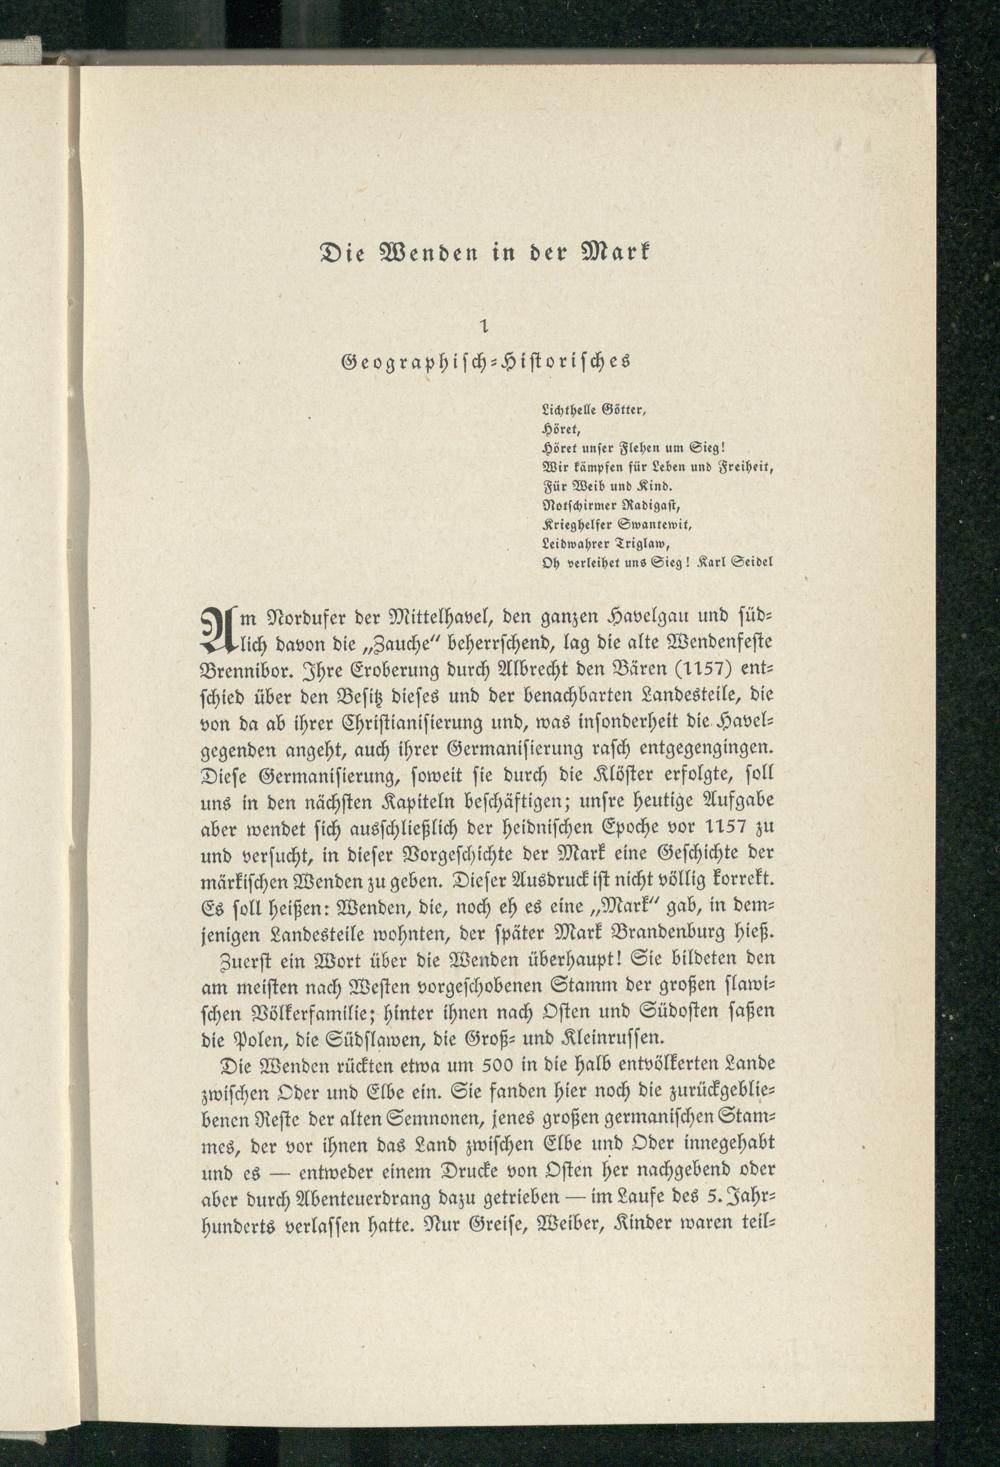 Die Wenden in der Mark
1
Geographisch-Historisches
Lichthelle Götter,
Höret,
Höret unser Flehen um Sieg!
Wir kämpfen für Leben und Freiheit,
Für Weib und Kind.
Notschirmer Radigast,
Krieghelfer Swantewit,
Leidwahrer Triglaw,
Oh verleihet uns Sieg! Karl Seidel
Am Nordufer der Mittelhavel, den ganzen Havelgau und süd-
lich davon die „Zauche“ beherrschend, lag die alte Wendenfeste
Brennibor. Ihre Eroberung durch Albrecht den Bären (1157) ent-
schied über den Besitz dieses und der benachbarten Landesteile, die
von da ab ihrer Christianisierung und, was insonderheit die Havel-
gegenden angeht, auch ihrer Germanisierung rasch entgegengingen.
Diese Germanisierung, soweit sie durch die Klöster erfolgte, soll
uns in den nächsten Kapiteln beschäftigen; unsre heutige Aufgabe
aber wendet sich ausschließlich der heidnischen Epoche vor 1157 zu
und versucht, in dieser Vorgeschichte der Mark eine Geschichte der
märkischen Wenden zu geben. Dieser Ausdruck ist nicht völlig korrekt.
Es soll heißen: Wenden, die, noch eh es eine „Mark“ gab, in dem-
jenigen Landesteile wohnten, der später Mark Brandenburg hieß.
Zuerst ein Wort über die Wenden überhaupt! Sie bildeten den
am meisten nach Westen vorgeschobenen Stamm der großen slawi-
schen Völkerfamilie; hinter ihnen nach Osten und Südosten saßen
die Polen, die Südslawen, die Groß- und Kleinrussen.
Die Wenden rückten etwa um 500 in die halb entvölkerten Lande
zwischen Oder und Elbe ein. Sie fanden hier noch die zurückgeblie-
benen Reste der alten Semnonen, jenes großen germanischen Stam-
mes, der vor ihnen das Land zwischen Elbe und Oder innegehabt
und es — entweder einem Drucke von Osten her nachgebend oder
aber durch Abenteuerdrang dazu getrieben — im Laufe des 5. Jahr-
hunderts verlassen hatte. Nur Greise, Weiber, Kinder waren teil-